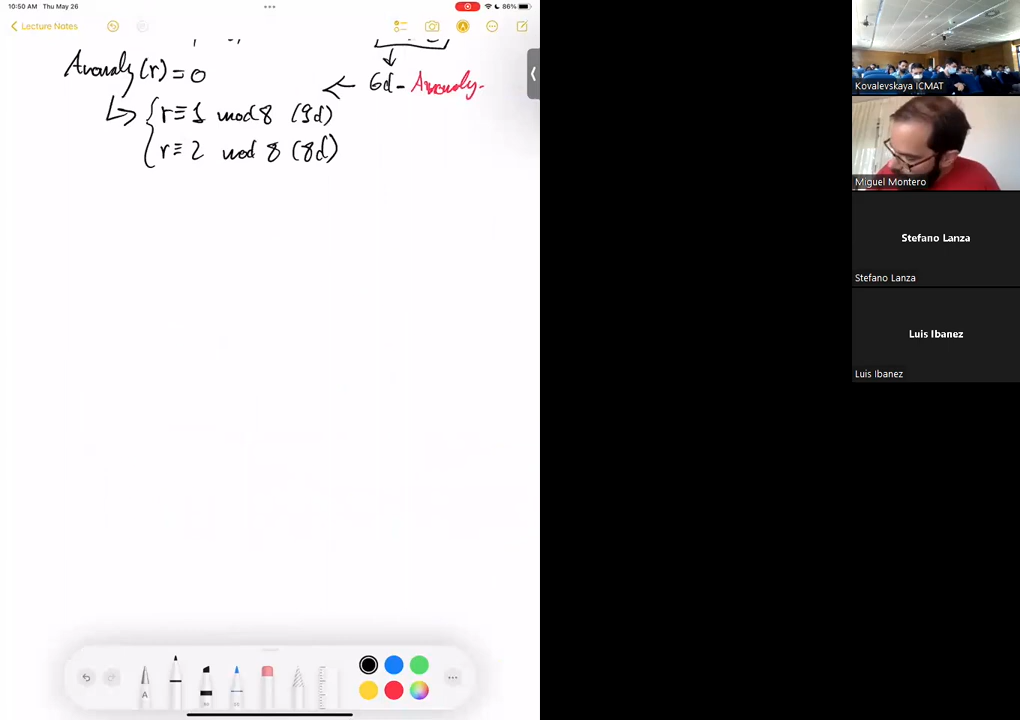 10:50 AM Thu May 26
86%
Lecture Notes
Anomaly (r) = 0
← 6d - Anomaly.
r ≡ 1 mod 8 (9d)
r ≡ 2 mod 8 (8d)
A
Kovalevskaya ICMAT
Miguel Montero
Stefano Lanza
Stefano Lanza
Luis Ibanez
Luis Ibanez